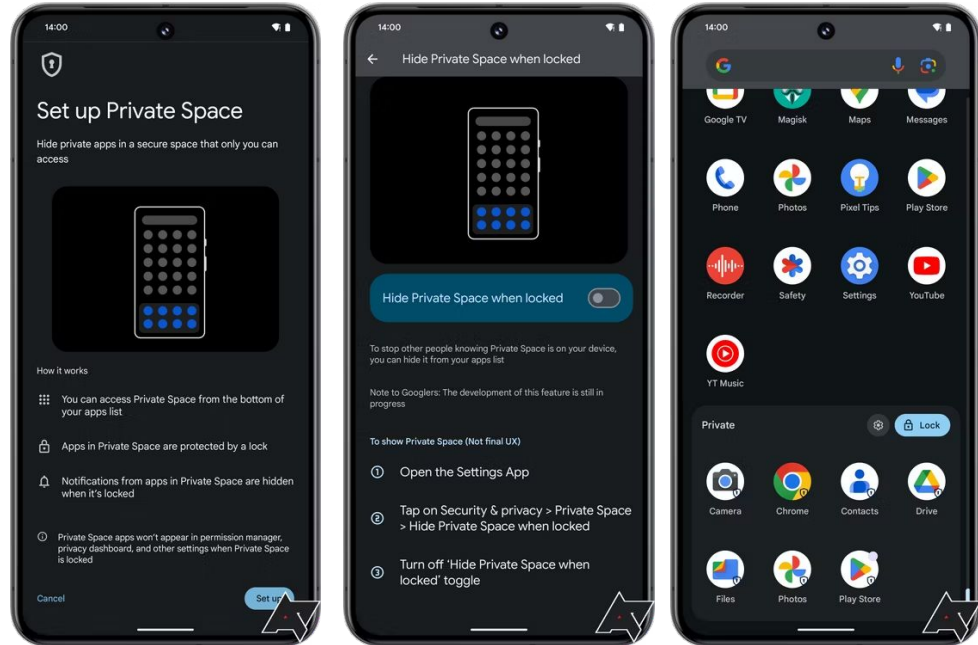 14:00
Set up Private Space
Hide private apps in a secure space that only you can
access
How it works
You can access Private Space from the bottom of
your apps list
Apps in Private Space are protected by a lock
Notifications from apps in Private Space are hidden
when it's locked
Private Space apps won't appear in permission manager,
privacy dashboard, and other settings when Private Space
is locked
Cancel
Set up
14:00
Hide Private Space when locked
Hide Private Space when locked
To stop other people knowing Private Space is on your device,
you can hide it from your apps list
Note to Googlers: The development of this feature is still in
progress
To show Private Space (Not final UX)
1 Open the Settings App
2 Tap on Security & privacy > Private Space
> Hide Private Space when locked
3 Turn off 'Hide Private Space when
locked' toggle
14:00
G
Google TV Magisk Maps Messages
Phone Photos Pixel Tips Play Store
Recorder Safety Settings YouTube
YT Music
Private
Lock
Camera Chrome Contacts Drive
Files Photos Play Store
AY
AY
AY